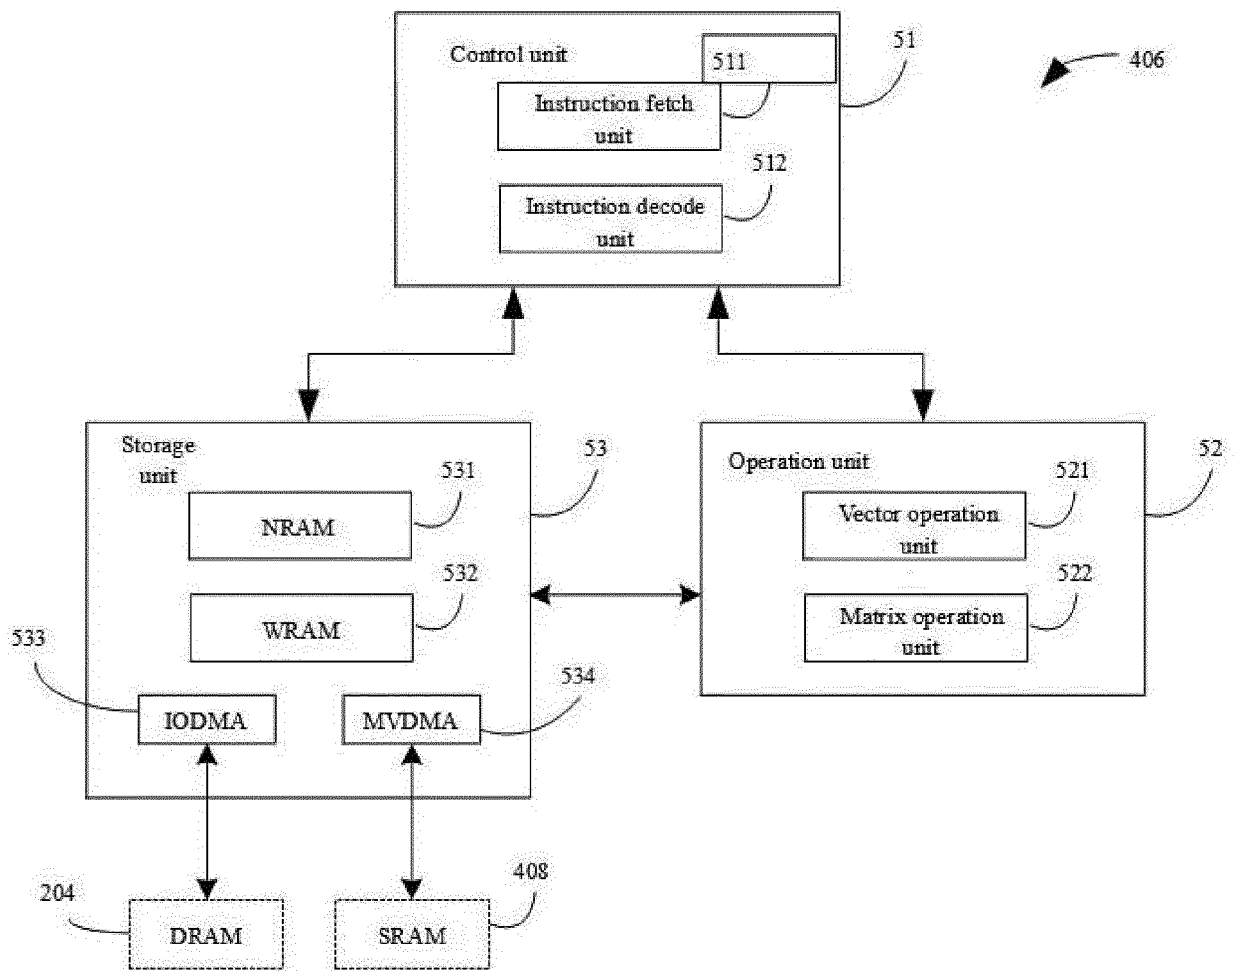 Control unit
511
51
406
Instruction fetch
unit
512
Instruction decode
unit
Storage
unit
53
Operation unit
52
531
521
NRAM
Vector operation
unit
532
522
WRAM
Matrix operation
unit
533
534
IODMA
MVDMA
204
408
DRAM
SRAM